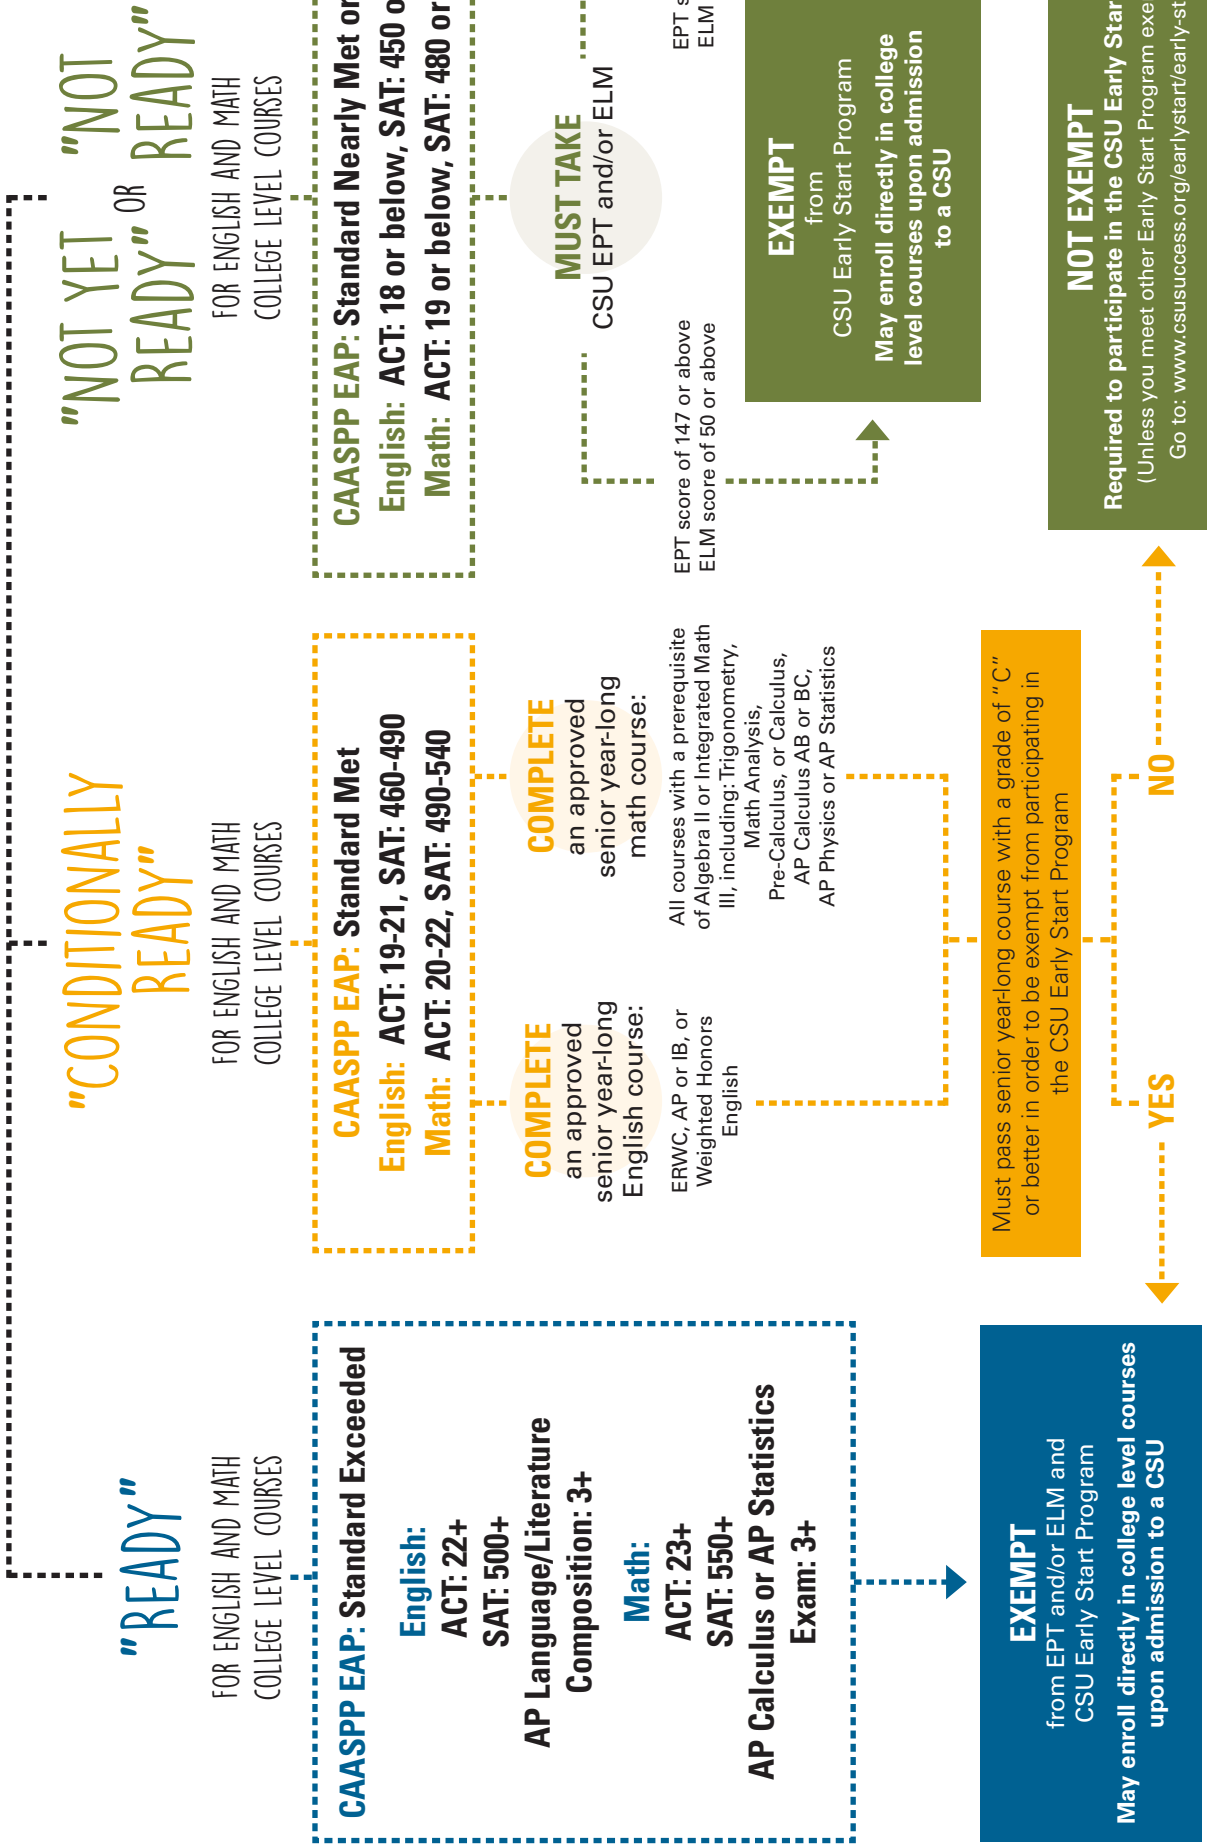 "READY"
FOR ENGLISH AND MATH
COLLEGE LEVEL COURSES
CAASPP EAP: Standard Exceeded
English:
ACT: 22+
SAT: 500+
AP Language/Literature
Composition: 3+
Math:
ACT: 23+
SAT: 550+
AP Calculus or AP Statistics
Exam: 3+
EXEMPT
from EPT and/or ELM and
CSU Early Start Program
May enroll directly in college level courses
upon admission to a CSU
"CONDITIONALLY
READY"
FOR ENGLISH AND MATH
COLLEGE LEVEL COURSES
CAASPP EAP: Standard Met
English: ACT: 19-21, SAT: 460-490
Math: ACT: 20-22, SAT: 490-540
COMPLETE
an approved
senior year-long
English course:
ERWC, AP or IB, or
Weighted Honors
English
COMPLETE
an approved
senior year-long
math course:
All courses with a prerequisite
of Algebra II or Integrated Math
III, including: Trigonometry,
Math Analysis,
Pre-Calculus, or Calculus,
AP Calculus AB or BC,
AP Physics or AP Statistics
Must pass senior year-long course with a grade of "C"
or better in order to be exempt from participating in
the CSU Early Start Program
YES
NO
"NOT YET
READY" OR
"NOT
READY"
FOR ENGLISH AND MATH
COLLEGE LEVEL COURSES
CAASPP EAP: Standard Nearly Met or
English: ACT: 18 or below, SAT: 450 o
Math: ACT: 19 or below, SAT: 480 or
MUST TAKE
CSU EPT and/or ELM
EPT score of 147 or above
ELM score of 50 or above
EPT s
ELM
EXEMPT
from
CSU Early Start Program
May enroll directly in college
level courses upon admission
to a CSU
NOT EXEMPT
Required to participate in the CSU Early Star
(Unless you meet other Early Start Program exe
Go to: www.csusuccess.org/earlystart/early-st